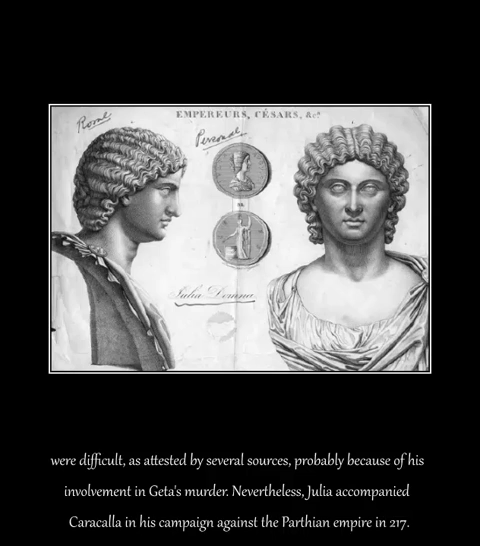 EMPEREURS, CÉSARS, &c.
Rome
Personnage
Julia Domna
were difficult, as attested by several sources, probably because of his
involvement in Geta's murder. Nevertheless, Julia accompanied
Caracalla in his campaign against the Parthian empire in 217.